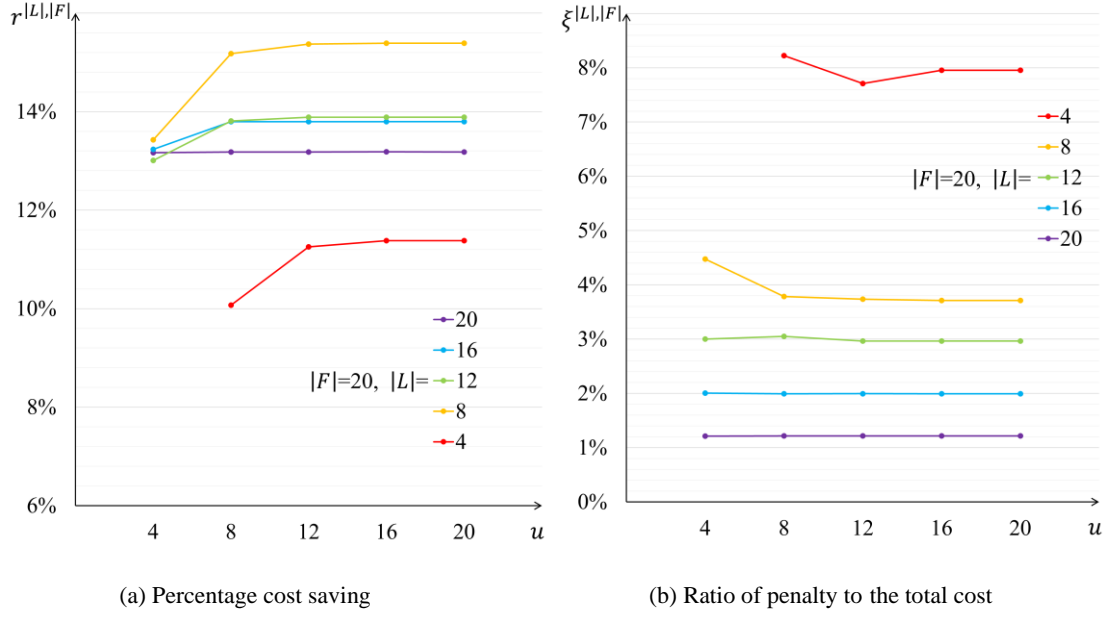 r^{|L|,|F|}
14%
12%
10%
8%
6%
4 8 12 16 20 u
20
16
|F|=20, |L|= 12
8
4
(a) Percentage cost saving
ξ^{|L|,|F|}
8%
7%
6%
5%
4%
3%
2%
1%
0%
4 8 12 16 20 u
4
8
|F|=20, |L|= 12
16
20
(b) Ratio of penalty to the total cost